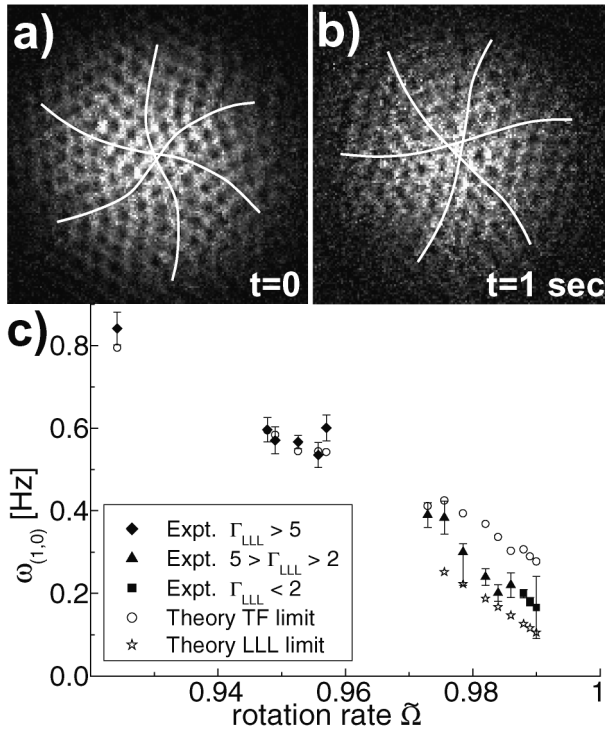 a)
b)
t=0
t=1 sec
c)
0.8
0.6
0.4
0.2
0.0
ω(1,0) [Hz]
Expt. ΓLLL > 5
Expt. 5 > ΓLLL > 2
Expt. ΓLLL < 2
Theory TF limit
Theory LLL limit
0.94
0.96
0.98
1
rotation rate Ω̃